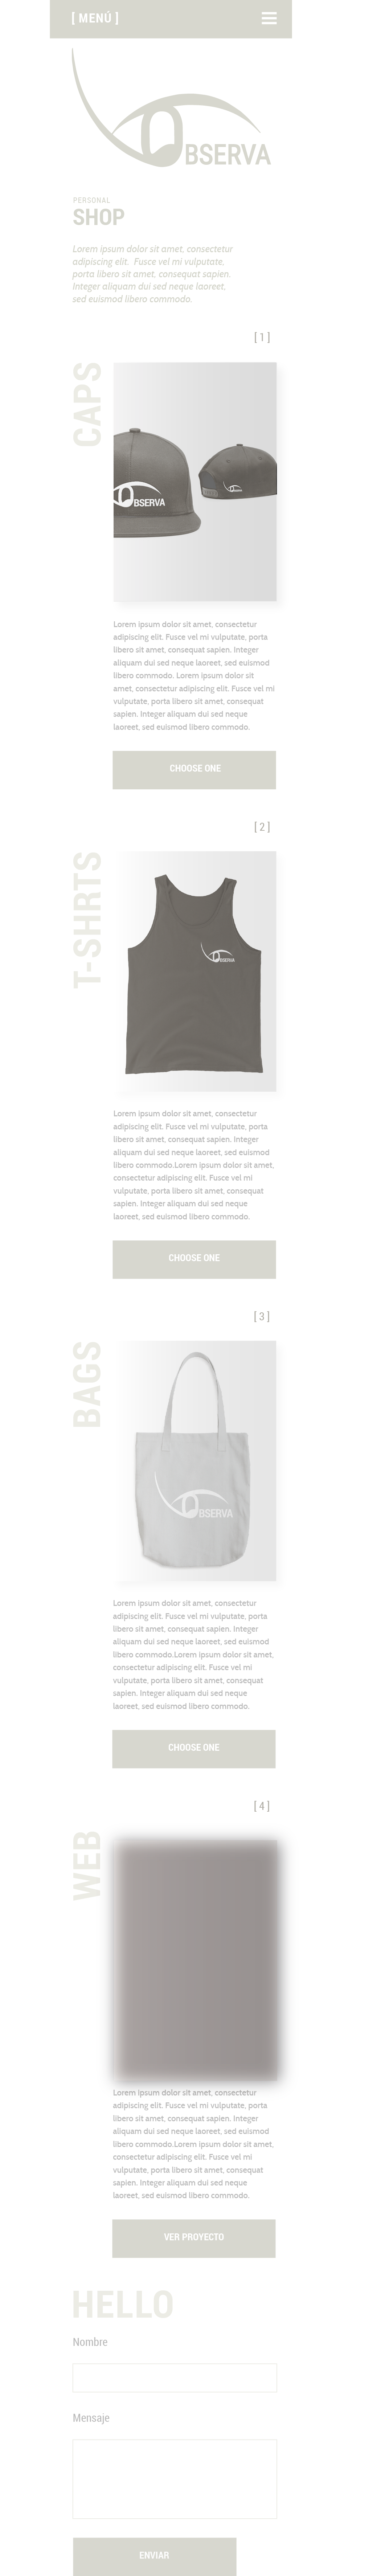 [ MENÚ ]
OBSERVA
PERSONAL
SHOP
Lorem ipsum dolor sit amet, consectetur
adipiscing elit. Fusce vel mi vulputate,
porta libero sit amet, consequat sapien.
Integer aliquam dui sed neque laoreet,
sed euismod libero commodo.
[ 1 ]
CAPS
OBSERVA
OBSERVA
Lorem ipsum dolor sit amet, consectetur
adipiscing elit. Fusce vel mi vulputate, porta
libero sit amet, consequat sapien. Integer
aliquam dui sed neque laoreet, sed euismod
libero commodo. Lorem ipsum dolor sit
amet, consectetur adipiscing elit. Fusce vel mi
vulputate, porta libero sit amet, consequat
sapien. Integer aliquam dui sed neque
laoreet, sed euismod libero commodo.
CHOOSE ONE
[ 2 ]
T-SHRTS
OBSERVA
Lorem ipsum dolor sit amet, consectetur
adipiscing elit. Fusce vel mi vulputate, porta
libero sit amet, consequat sapien. Integer
aliquam dui sed neque laoreet, sed euismod
libero commodo.Lorem ipsum dolor sit amet,
consectetur adipiscing elit. Fusce vel mi
vulputate, porta libero sit amet, consequat
sapien. Integer aliquam dui sed neque
laoreet, sed euismod libero commodo.
CHOOSE ONE
[ 3 ]
BAGS
OBSERVA
Lorem ipsum dolor sit amet, consectetur
adipiscing elit. Fusce vel mi vulputate, porta
libero sit amet, consequat sapien. Integer
aliquam dui sed neque laoreet, sed euismod
libero commodo.Lorem ipsum dolor sit amet,
consectetur adipiscing elit. Fusce vel mi
vulputate, porta libero sit amet, consequat
sapien. Integer aliquam dui sed neque
laoreet, sed euismod libero commodo.
CHOOSE ONE
[ 4 ]
WEB
Lorem ipsum dolor sit amet, consectetur
adipiscing elit. Fusce vel mi vulputate, porta
libero sit amet, consequat sapien. Integer
aliquam dui sed neque laoreet, sed euismod
libero commodo.Lorem ipsum dolor sit amet,
consectetur adipiscing elit. Fusce vel mi
vulputate, porta libero sit amet, consequat
sapien. Integer aliquam dui sed neque
laoreet, sed euismod libero commodo.
VER PROYECTO
HELLO
Nombre
Mensaje
ENVIAR